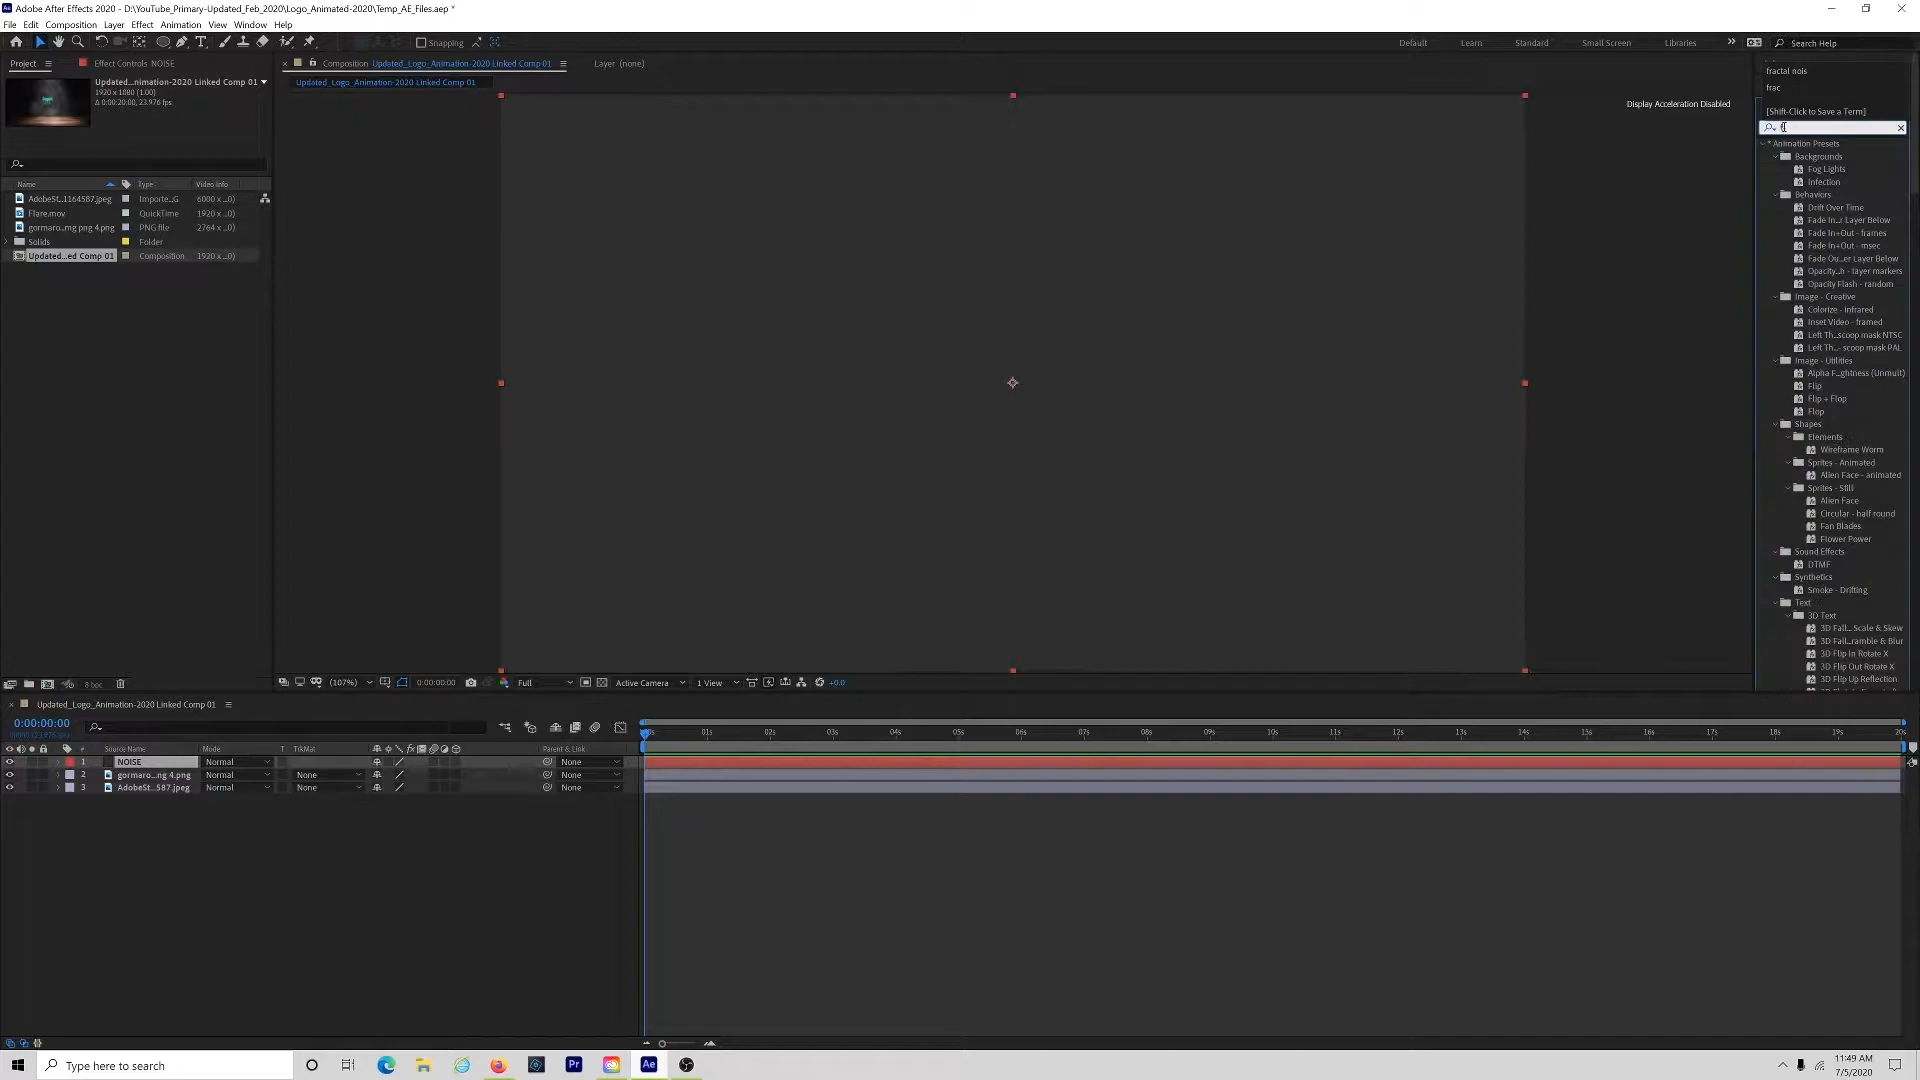 Adobe After Effects 2020 - D:\YouTube_Primary-Updated_Feb_2020\Logo_Animated-2020\Temp_AE_Files.aep *
File Edit Composition Layer Effect Animation View Window Help
Snapping
Default Learn Standard Small Screen Libraries Search Help
Project Effect Controls NOISE
Composition Updated_Logo_Animation-2020 Linked Comp 01 Layer (none)
Updated_Logo_Animation-2020 Linked Comp 01
Updated...nimation-2020 Linked Comp 01
1920 x 1080 (1.00)
Δ 0:00:20:00, 23.976 fps
Display Acceleration Disabled
Name Type Video Info
AdobeSt...1164587.jpeg Importe...G 6000 x ...0)
Flare.mov QuickTime 1920 x ...0)
gormaro...mg png 4.png PNG file 2764 x ...0)
Solids Folder
Updated...ed Comp 01 Composition 1920 x ...0)
8 bpc
fractal nois
frac
[Shift-Click to Save a Term]
* Animation Presets
Backgrounds
Fog Lights
Infection
Behaviors
Drift Over Time
Fade In...r Layer Below
Fade In+Out - frames
Fade In+Out - msec
Fade Ou...er Layer Below
Opacity...h - layer markers
Opacity Flash - random
Image - Creative
Colorize - infrared
Inset Video - framed
Left Th...scoop mask NTSC
Left Th...- scoop mask PAL
Image - Utilities
Alpha F...ghtness (Unmult)
Flip
Flip + Flop
Flop
Shapes
Elements
Wireframe Worm
Sprites - Animated
Alien Face - animated
Sprites - Still
Alien Face
Circular - half round
Fan Blades
Flower Power
Sound Effects
DTMF
Synthetics
Smoke - Drifting
Text
3D Text
3D Fall... Scale & Skew
3D Fall...ramble & Blur
3D Flip In Rotate X
3D Flip Out Rotate X
3D Flip Up Reflection
(107%) 0:00:00:00 Full Active Camera 1 View +0.0
Updated_Logo_Animation-2020 Linked Comp 01
0:00:00:00
# Source Name Mode T TrkMat Parent & Link
01s 02s 03s 04s 05s 06s 07s 08s 09s 10s 11s 12s 13s 14s 15s 16s 17s 18s 19s 20s
1 NOISE Normal None
2 gormaro...ng 4.png Normal None None
3 AdobeSt...587.jpeg Normal None None
Type here to search
11:49 AM
7/5/2020